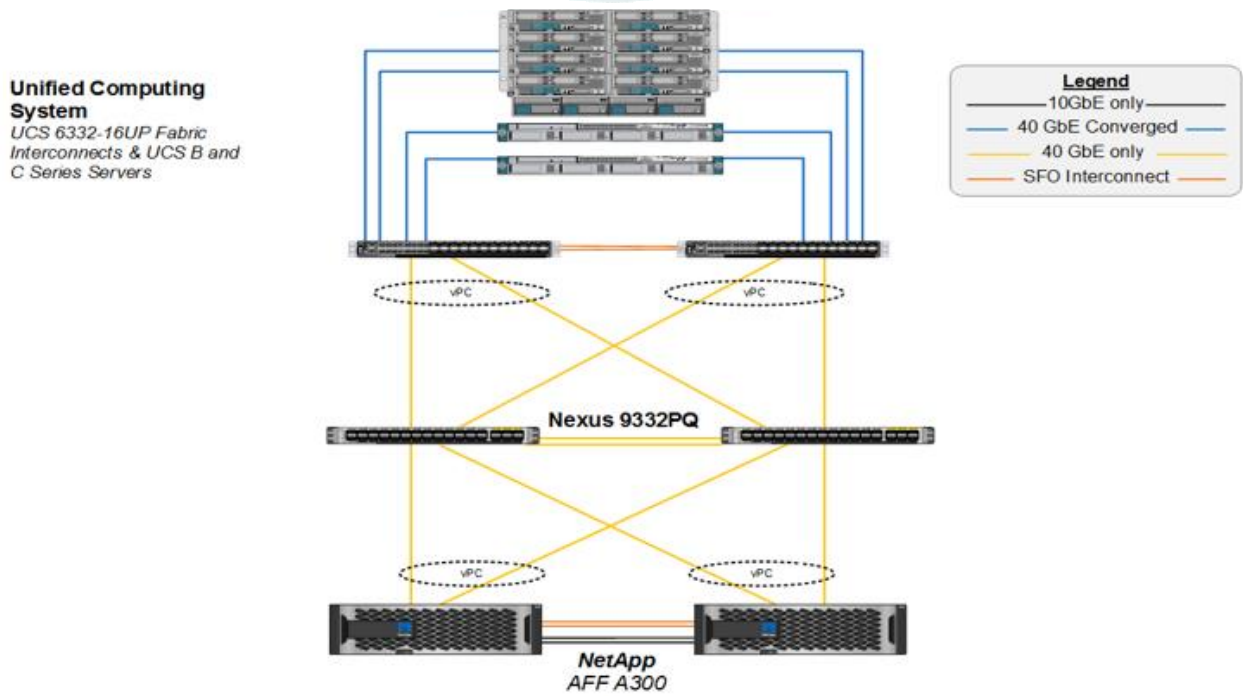 Unified Computing
System
UCS 6332-16UP Fabric
Interconnects & UCS B and
C Series Servers
Legend
10GbE only
40 GbE Converged
40 GbE only
SFO Interconnect
vPC
vPC
Nexus 9332PQ
vPC
vPC
NetApp
AFF A300